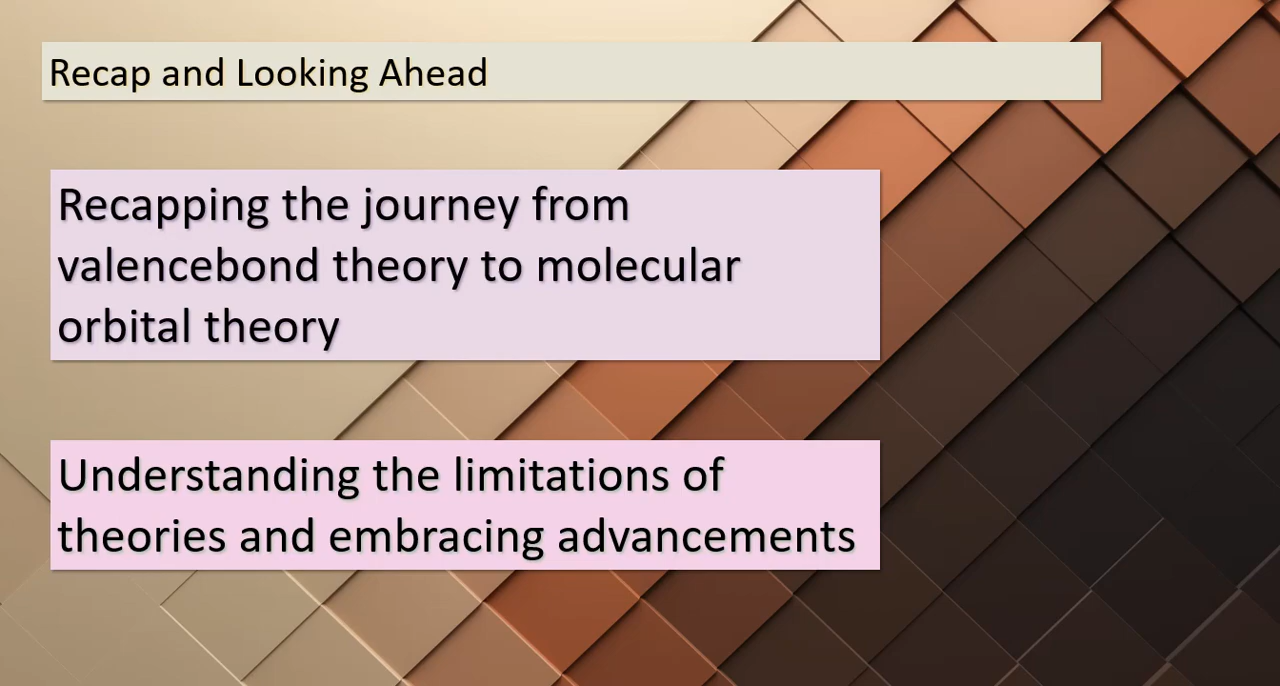 Recap and Looking Ahead
Recapping the journey from
valencebond theory to molecular
orbital theory
Understanding the limitations of
theories and embracing advancements